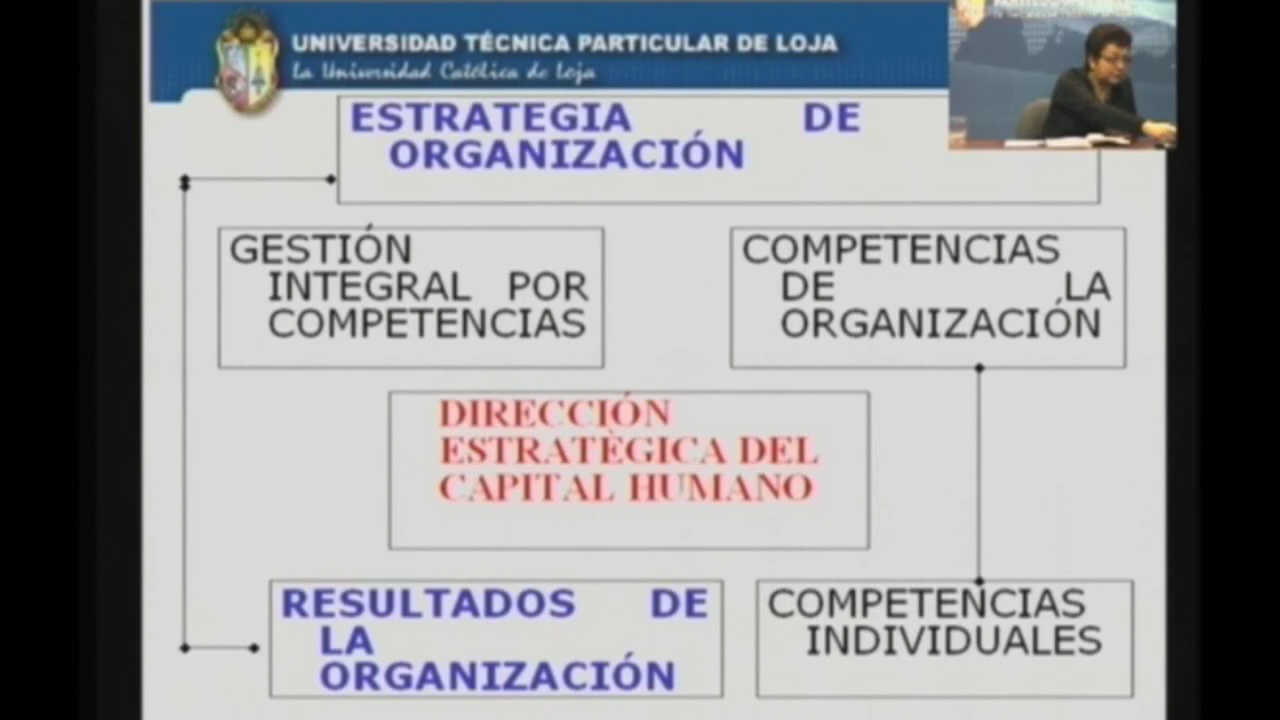 UNIVERSIDAD TÉCNICA PARTICULAR DE LOJA
La Universidad Católica de Loja
ESTRATEGIA DE
ORGANIZACIÓN
GESTIÓN
INTEGRAL POR
COMPETENCIAS
COMPETENCIAS
DE LA
ORGANIZACIÓN
DIRECCIÓN
ESTRATÈGICA DEL
CAPITAL HUMANO
RESULTADOS DE
LA
ORGANIZACIÓN
COMPETENCIAS
INDIVIDUALES